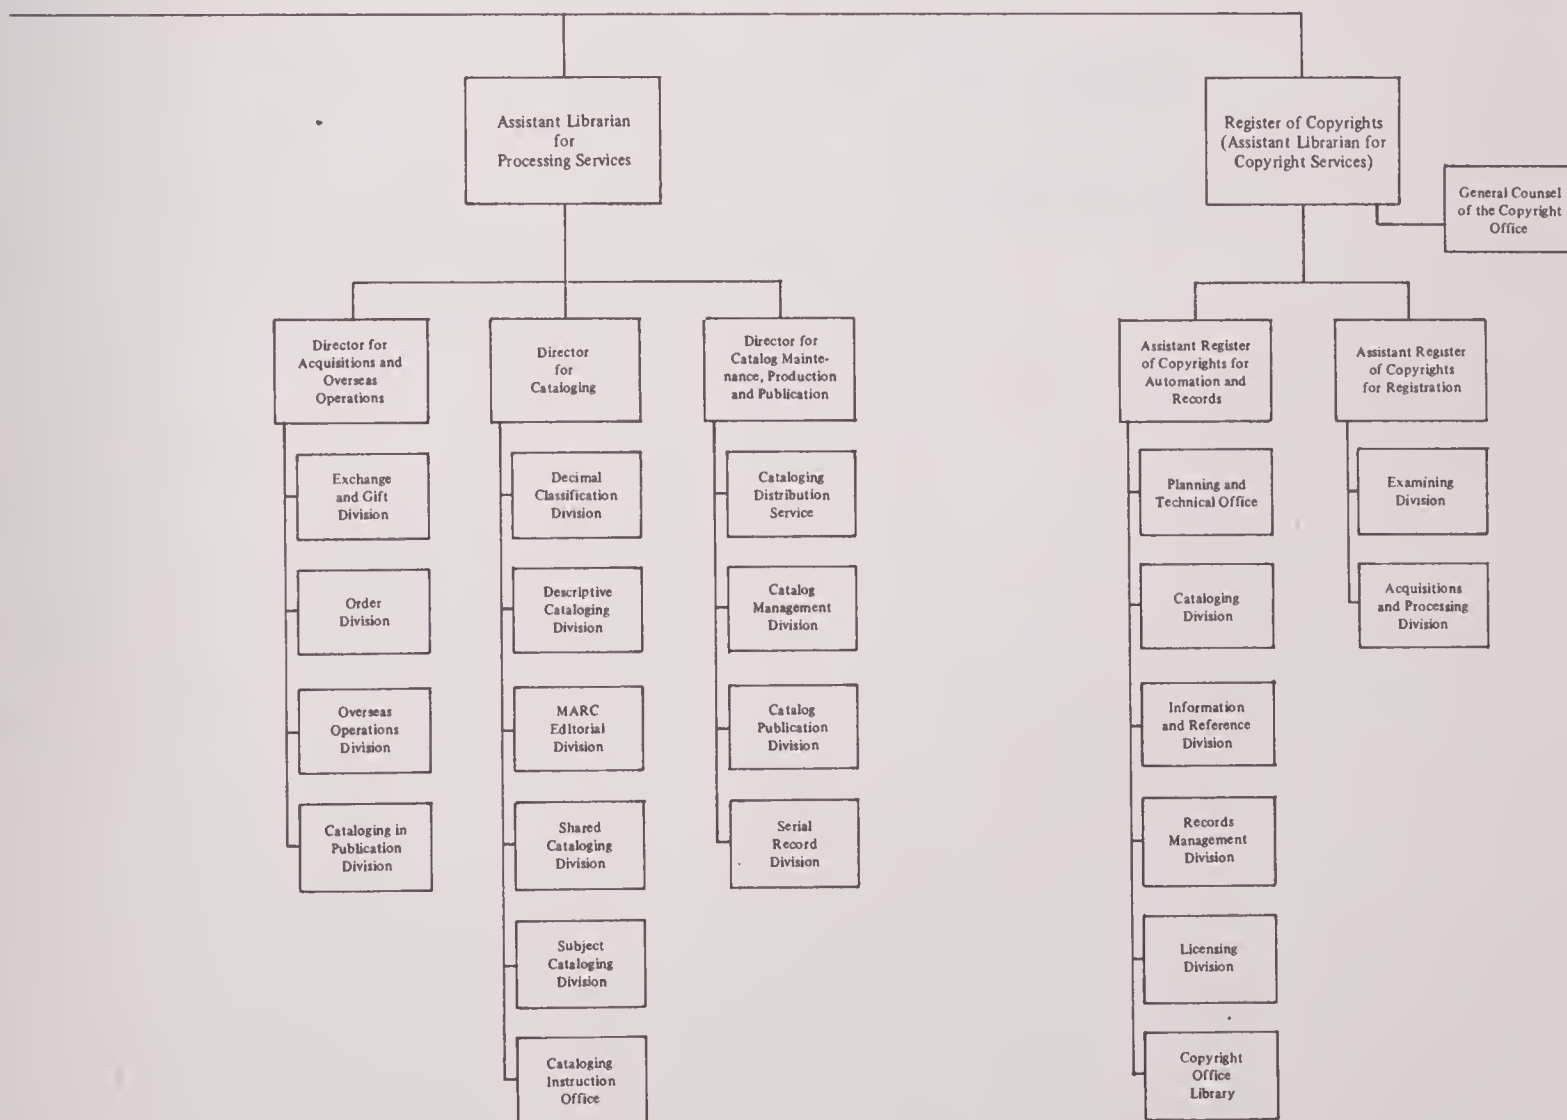 Assistant Librarian
for
Processing Services
Register of Copyrights
(Assistant Librarian for
Copyright Services)
General Counsel
of the Copyright
Office
Director for
Acquisitions and
Overseas
Operations
Director
for
Cataloging
Director for
Catalog Mainte-
nance, Production
and Publication
Assistant Register
of Copyrights for
Automation and
Records
Assistant Register
of Copyrights
for Registration
Exchange
and Gift
Division
Order
Division
Overseas
Operations
Division
Cataloging in
Publication
Division
Decimal
Classification
Division
Descriptive
Cataloging
Division
MARC
Editorial
Division
Shared
Cataloging
Division
Subject
Cataloging
Division
Cataloging
Instruction
Office
Cataloging
Distribution
Service
Catalog
Management
Division
Catalog
Publication
Division
Serial
Record
Division
Planning and
Technical Office
Cataloging
Division
Information
and Reference
Division
Records
Management
Division
Licensing
Division
Copyright
Office
Library
Examining
Division
Acquisitions
and Processing
Division